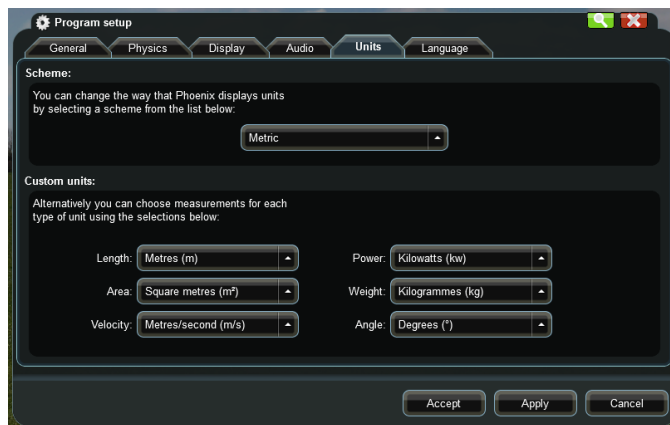 Program setup
General Physics Display Audio Units Language
Scheme:
You can change the way that Phoenix displays units
by selecting a scheme from the list below:
Metric
Custom units:
Alternatively you can choose measurements for each
type of unit using the selections below:
Length: Metres (m) Power: Kilowatts (kw)
Area: Square metres (m²) Weight: Kilogrammes (kg)
Velocity: Metres/second (m/s) Angle: Degrees (°)
Accept Apply Cancel